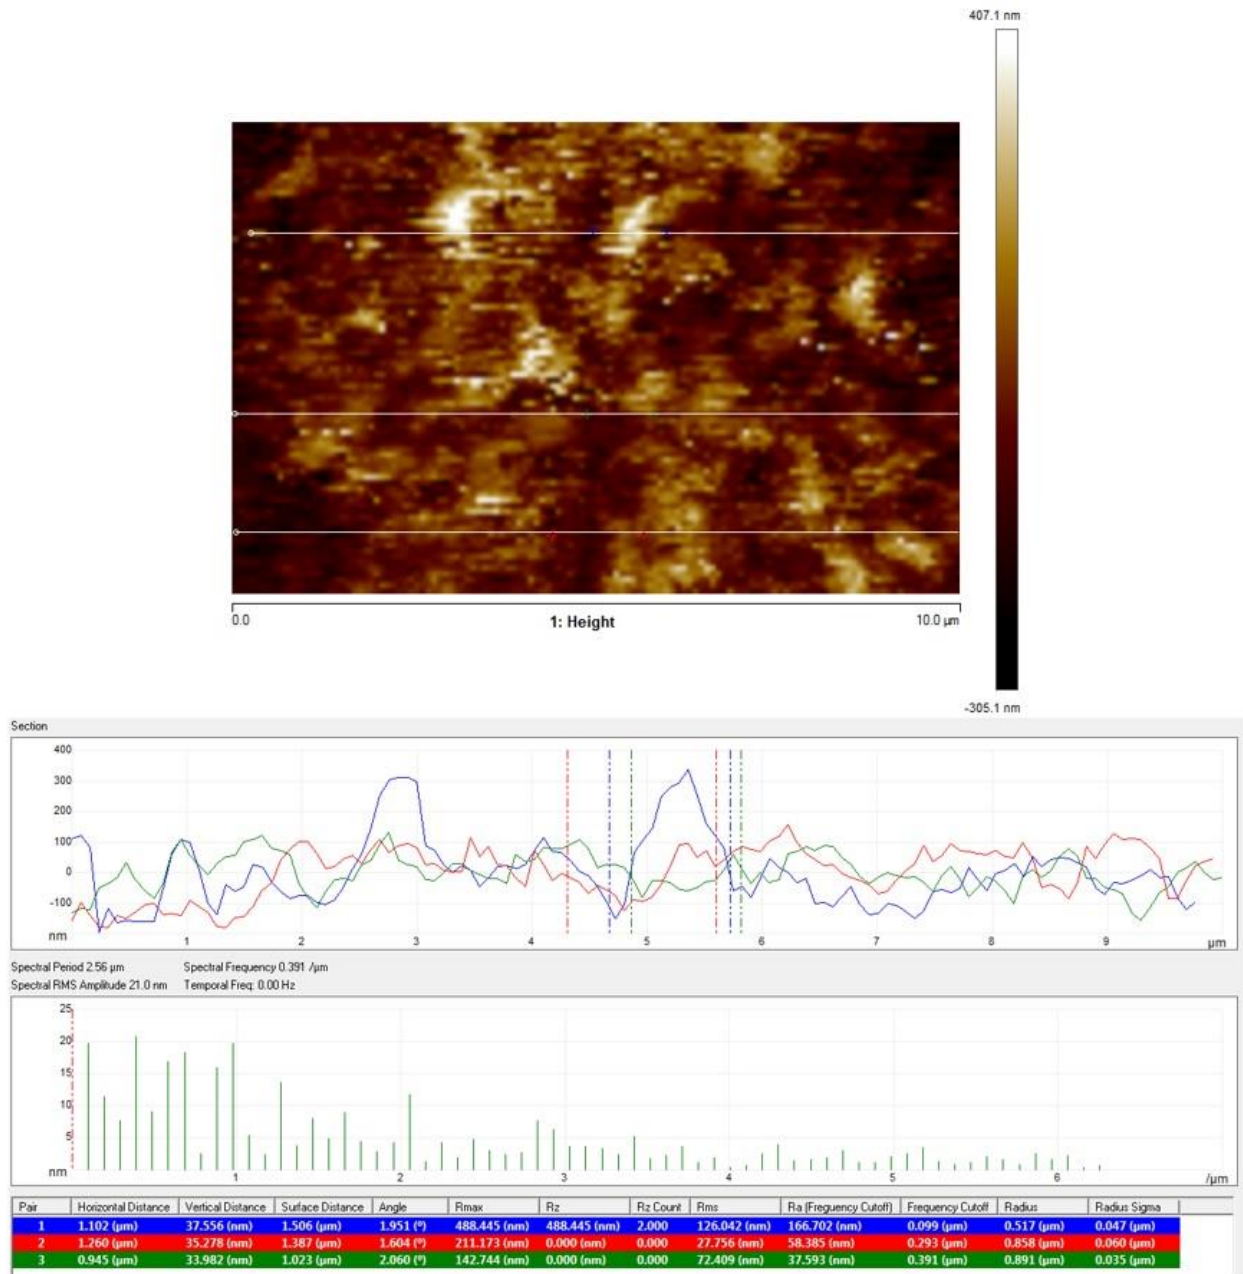 407.1 nm
0.0 1: Height 10.0 µm
-305.1 nm
Section
400
300
200
100
0
-100
nm 1 2 3 4 5 6 7 8 9 µm
Spectral Period 2.56 µm Spectral Frequency 0.391 /µm
Spectral RMS Amplitude 21.0 nm Temporal Freq: 0.00 Hz
25
20
15
10
5
nm 1 2 3 4 5 6 /µm
Pair Horizontal Distance Vertical Distance Surface Distance Angle Rmax Rz Rz Count Rms Ra (Freguency Cutoff) Frequency Cutoff Radius Radius Sigma
1 1.102 (µm) 37.556 (nm) 1.506 (µm) 1.951 (º) 488.445 (nm) 488.445 (nm) 2.000 126.042 (nm) 166.702 (nm) 0.099 (µm) 0.517 (µm) 0.047 (µm)
2 1.260 (µm) 35.278 (nm) 1.387 (µm) 1.604 (º) 211.173 (nm) 0.000 (nm) 0.000 27.756 (nm) 58.385 (nm) 0.293 (µm) 0.858 (µm) 0.060 (µm)
3 0.945 (µm) 33.982 (nm) 1.023 (µm) 2.060 (º) 142.744 (nm) 0.000 (nm) 0.000 72.409 (nm) 37.593 (nm) 0.391 (µm) 0.891 (µm) 0.035 (µm)